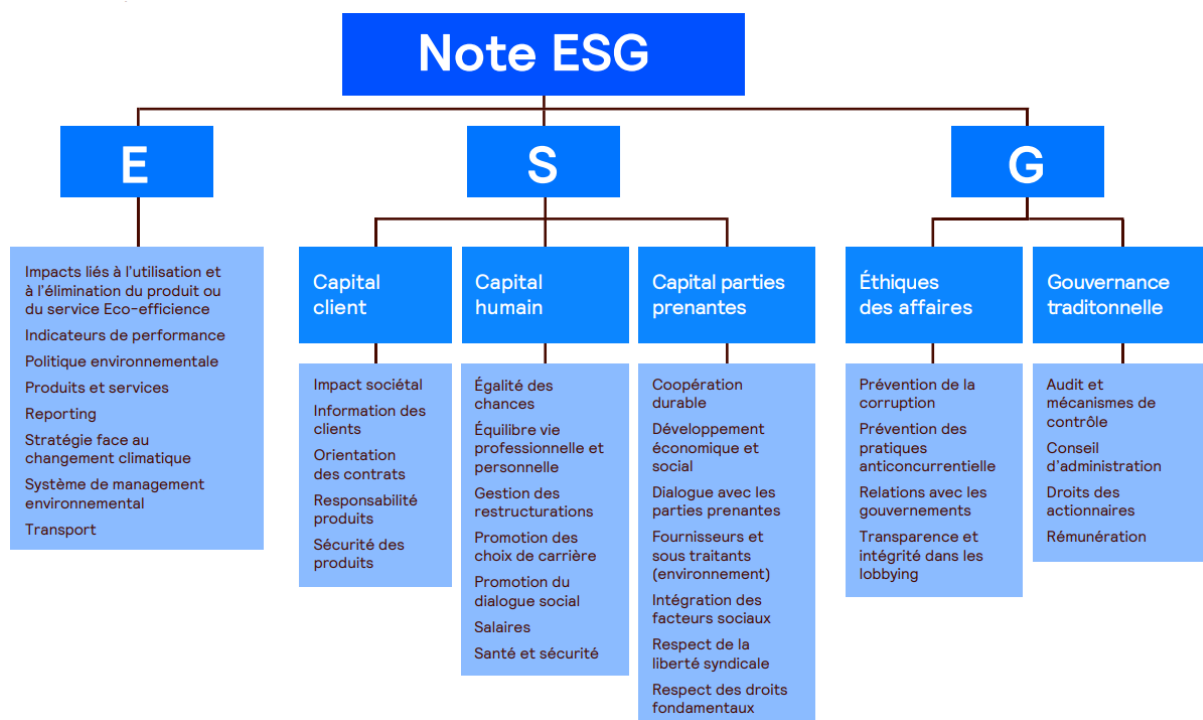 Note ESG
E
S
G
Impacts liés à l'utilisation et
à l'élimination du produit ou
du service Eco-efficience
Indicateurs de performance
Politique environnementale
Produits et services
Reporting
Stratégie face au
changement climatique
Système de management
environnemental
Transport
Capital
client
Impact sociétal
Information des
clients
Orientation
des contrats
Responsabilité
produits
Sécurité des
produits
Capital
humain
Égalité des
chances
Équilibre vie
professionnelle et
personnelle
Gestion des
restructurations
Promotion des
choix de carrière
Promotion du
dialogue social
Salaires
Santé et sécurité
Capital parties
prenantes
Coopération
durable
Développement
économique et
social
Dialogue avec les
parties prenantes
Fournisseurs et
sous traitants
(environnement)
Intégration des
facteurs sociaux
Respect de la
liberté syndicale
Respect des droits
fondamentaux
Éthiques
des affaires
Prévention de la
corruption
Prévention des
pratiques
anticoncurrentielle
Relations avec les
gouvernements
Transparence et
intégrité dans les
lobbying
Gouvernance
traditonnelle
Audit et
mécanismes de
contrôle
Conseil
d'administration
Droits des
actionnaires
Rémunération